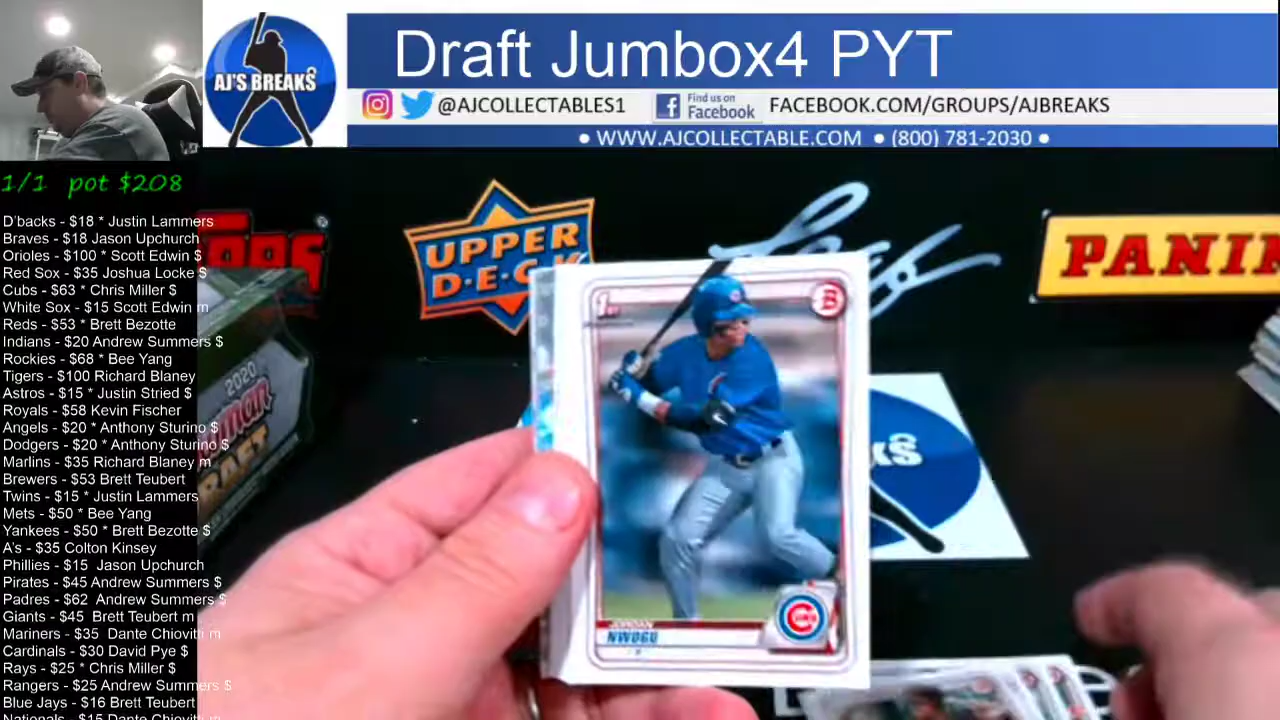 Draft Jumbox4 PYT
AJ'S BREAKS
@AJCOLLECTABLES1
Find us on
Facebook
FACEBOOK.COM/GROUPS/AJBREAKS
• WWW.AJCOLLECTABLE.COM • (800) 781-2030 •
1/1 pot $208
D'backs - $18 * Justin Lammers
Braves - $18 Jason Upchurch
Orioles - $100 * Scott Edwin $
Red Sox - $35 Joshua Locke $
Cubs - $63 * Chris Miller $
White Sox - $15 Scott Edwin m
Reds - $53 * Brett Bezotte
Indians - $20 Andrew Summers $
Rockies - $68 * Bee Yang
Tigers - $100 Richard Blaney
Astros - $15 * Justin Stried $
Royals - $58 Kevin Fischer
Angels - $20 * Anthony Sturino $
Dodgers - $20 * Anthony Sturino $
Marlins - $35 Richard Blaney m
Brewers - $53 Brett Teubert
Twins - $15 * Justin Lammers
Mets - $50 * Bee Yang
Yankees - $50 * Brett Bezotte $
A's - $35 Colton Kinsey
Phillies - $15 Jason Upchurch
Pirates - $45 Andrew Summers $
Padres - $62 Andrew Summers $
Giants - $45 Brett Teubert m
Mariners - $35 Dante Chiovitti m
Cardinals - $30 David Pye $
Rays - $25 * Chris Miller $
Rangers - $25 Andrew Summers $
Blue Jays - $16 Brett Teubert
Nationals - $15 Dante Chiovitti m
UPPER
D·E·C·K
PANINI
2020
DRAFT
1st
B
JORDAN
NWOGU